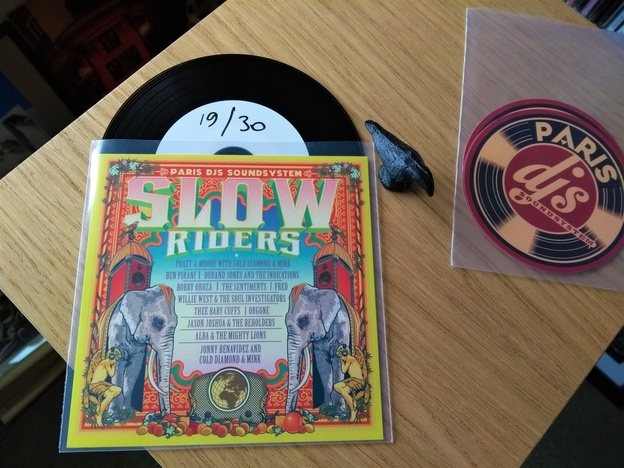 19/30
PARIS DJS SOUNDSYSTEM
SLOW
RIDERS
PRATT & MOODY WITH COLD DIAMOND & MINK
BEN PIRANI | DURAND JONES AND THE INDICATIONS
BOBBY OROZA | THE SENTIMENTS | FRED
WILLIE WEST & THE SOUL INVESTIGATORS
THEE BABY CUFFS | ORGONE
JASON JOSHUA & THE BEHOLDERS
ALBA & THE MIGHTY LIONS
JONNY BENAVIDEZ AND
COLD DIAMOND & MINK
PARIS
djs
SOUNDSYSTEM